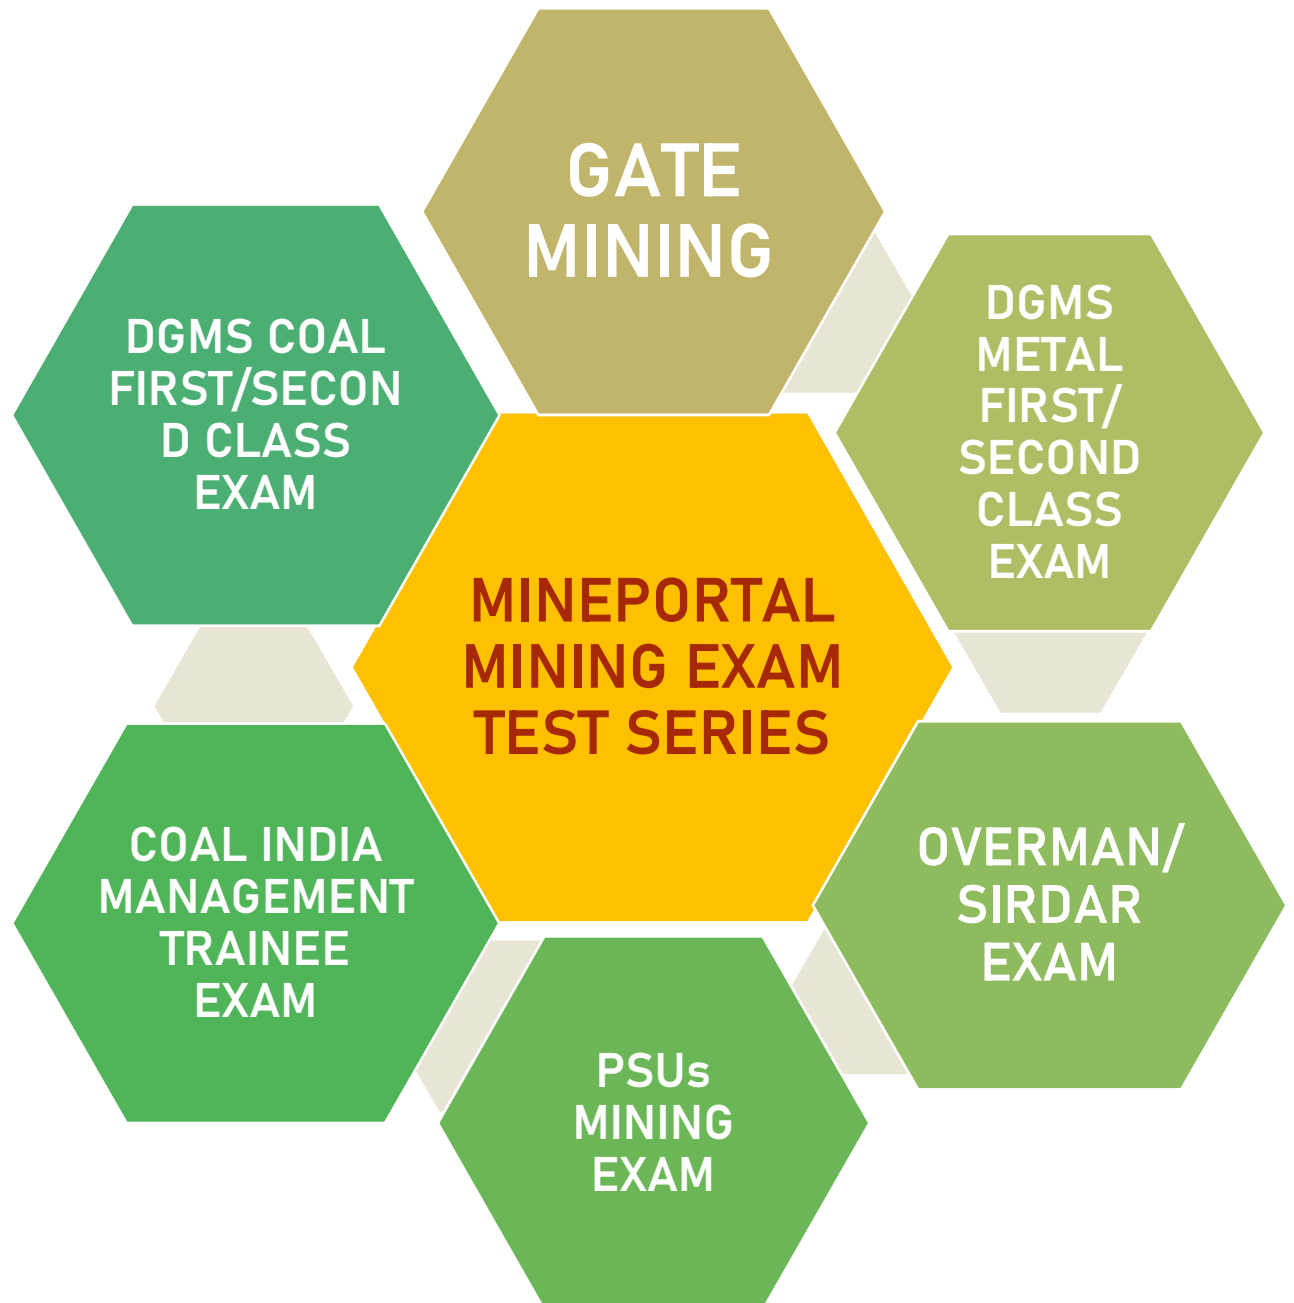 GATE
MINING
DGMS
METAL
FIRST/
SECOND
CLASS
EXAM
OVERMAN/
SIRDAR
EXAM
PSUs
MINING
EXAM
COAL INDIA
MANAGEMENT
TRAINEE
EXAM
DGMS COAL
FIRST/SECON
D CLASS
EXAM
MINEPORTAL
MINING EXAM
TEST SERIES